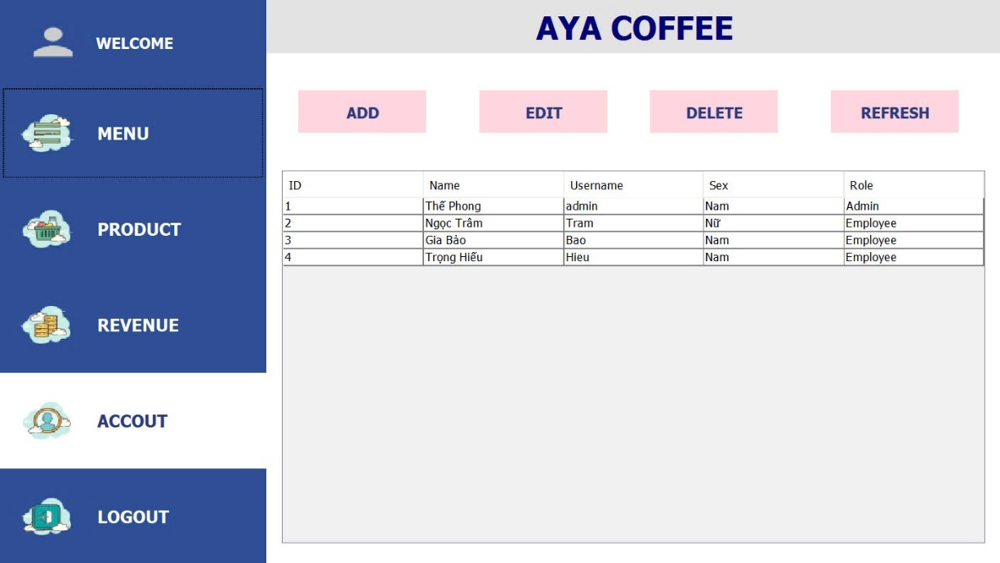 WELCOME
MENU
PRODUCT
REVENUE
ACCOUT
LOGOUT
AYA COFFEE
ADD EDIT DELETE REFRESH
ID Name Username Sex Role
1 Thế Phong admin Nam Admin
2 Ngọc Trâm Tram Nữ Employee
3 Gia Bảo Bao Nam Employee
4 Trọng Hiếu Hieu Nam Employee